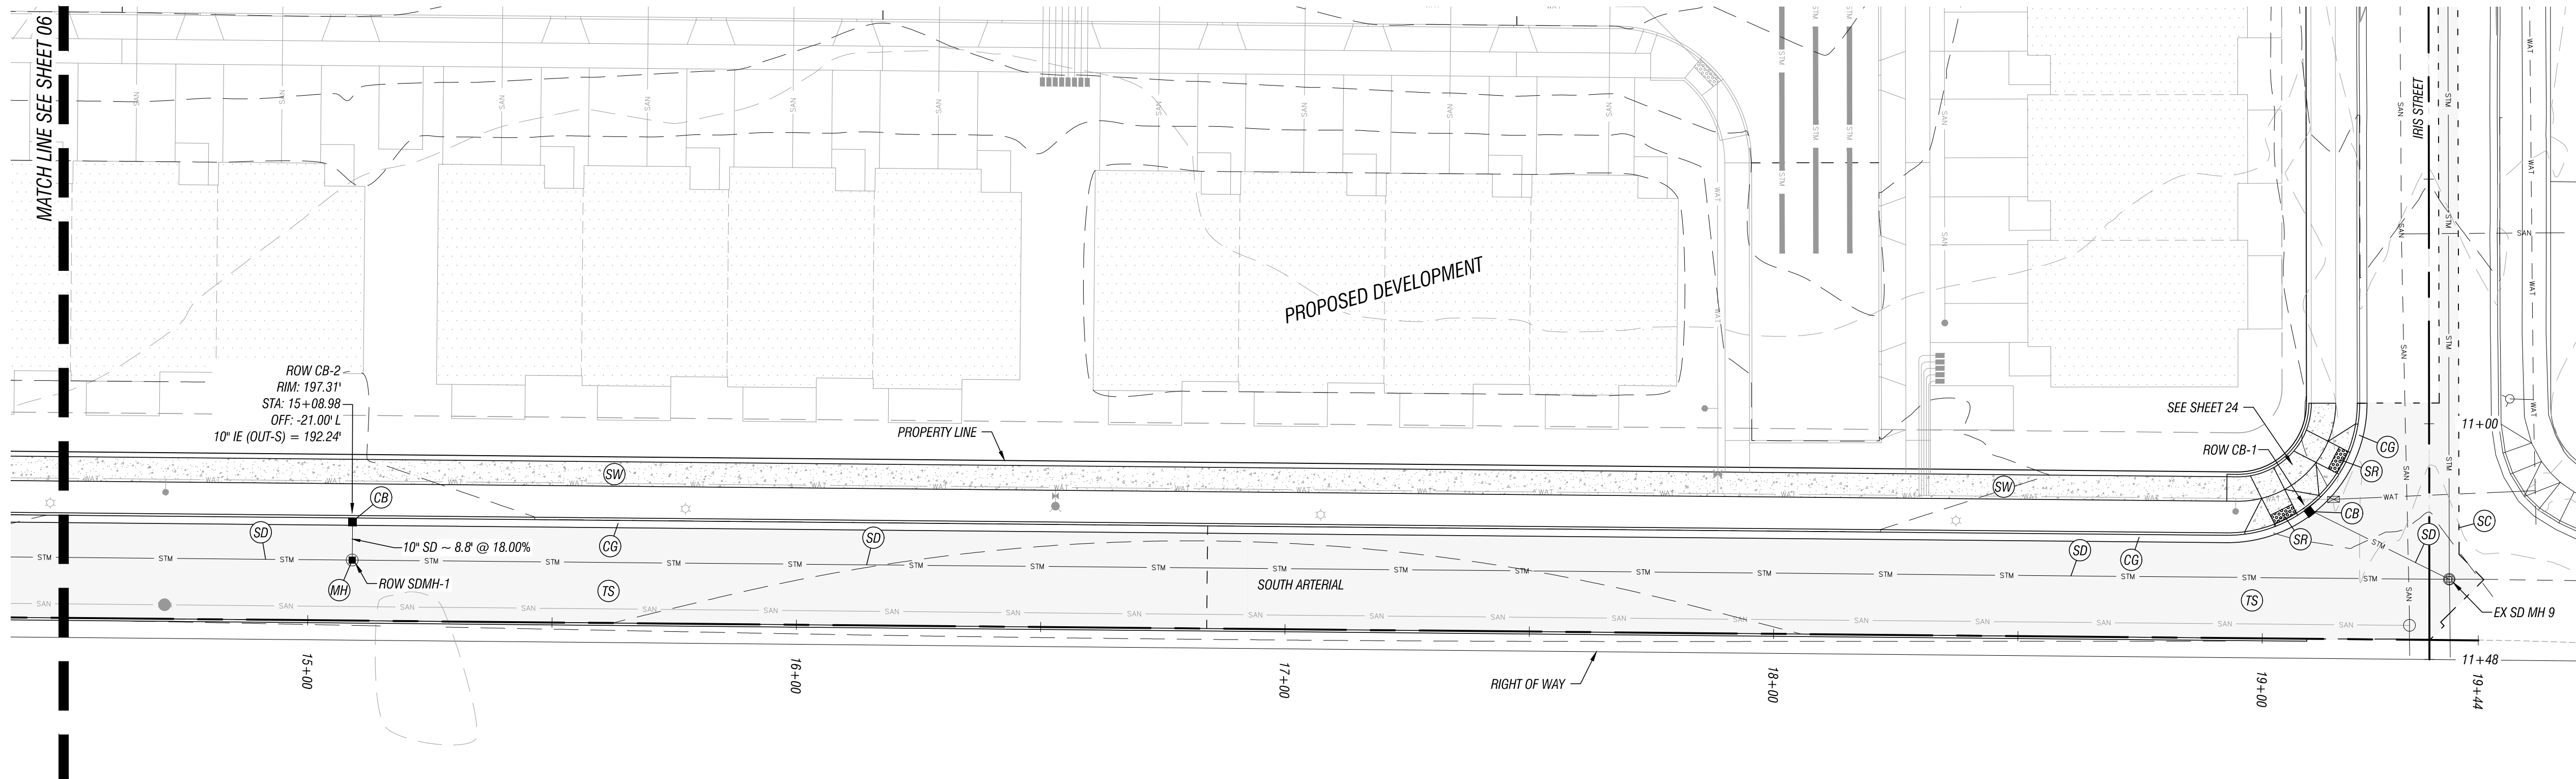 MATCH LINE SEE SHEET 06
ROW CB-2
RIM: 197.31'
STA: 15+08.98
OFF: -21.00' L
10" IE (OUT-S) = 192.24'
PROPOSED DEVELOPMENT
PROPERTY LINE
IRIS STREET
SEE SHEET 24
ROW CB-1
11+00
CG
SR
SW
SW
CB
CB
SC
SD
SD
SD
SD
CG
CG
SR
10" SD ~ 8.8' @ 18.00%
ROW SDMH-1
MH
TS
TS
SOUTH ARTERIAL
EX SD MH 9
RIGHT OF WAY
11+48
15+00
16+00
17+00
18+00
19+00
19+44
STM
SAN
WAT